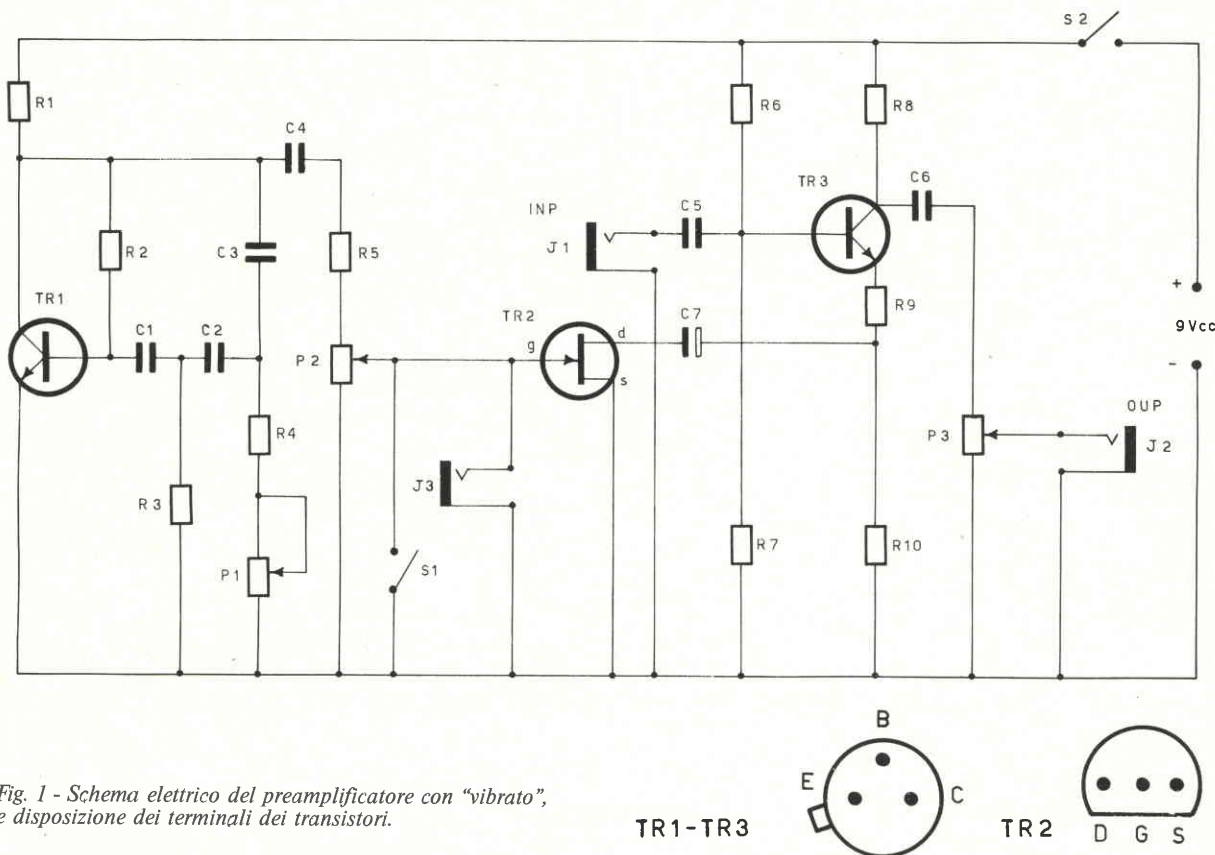 S2
R1
R6
R8
C4
TR3
C6
INP
C5
R2
C3
R5
J1
R9
+
TR1
TR2
C7
9 Vcc
C1
C2
d
P2
g
-
s
OUP
R4
P3
J2
J3
R3
R7
R10
P1
S1
B
E
C
Fig. 1 - Schema elettrico del preamplificatore con "vibrato",
e disposizione dei terminali dei transistori.
TR1-TR3
TR2
D G S